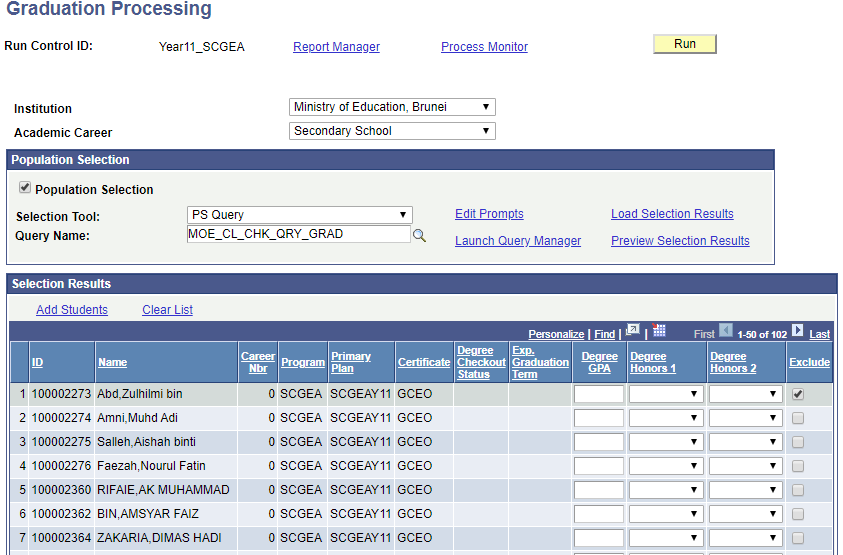 Graduation Processing
Run Control ID: Year11_SCGEA Report Manager Process Monitor Run
Institution Ministry of Education, Brunei
Academic Career Secondary School
Population Selection
Population Selection
Selection Tool: PS Query Edit Prompts Load Selection Results
Query Name: MOE_CL_CHK_QRY_GRAD Launch Query Manager Preview Selection Results
Selection Results
Add Students Clear List
Personalize | Find | | First 1-50 of 102 Last
ID Name Career Nbr Program Primary Plan Certificate Degree Checkout Status Exp. Graduation Term Degree GPA Degree Honors 1 Degree Honors 2 Exclude
1 100002273 Abd,Zulhilmi bin 0 SCGEA SCGEAY11 GCEO
2 100002274 Amni,Muhd Adi 0 SCGEA SCGEAY11 GCEO
3 100002275 Salleh,Aishah binti 0 SCGEA SCGEAY11 GCEO
4 100002276 Faezah,Nourul Fatin 0 SCGEA SCGEAY11 GCEO
5 100002360 RIFAIE,AK MUHAMMAD 0 SCGEA SCGEAY11 GCEO
6 100002362 BIN,AMSYAR FAIZ 0 SCGEA SCGEAY11 GCEO
7 100002364 ZAKARIA,DIMAS HADI 0 SCGEA SCGEAY11 GCEO